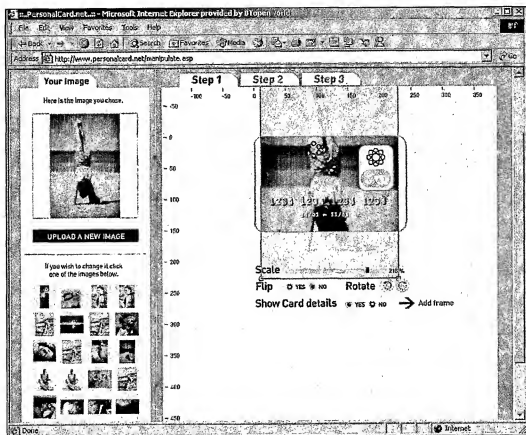 ::..PersonalCard.net..:: - Microsoft Internet Explorer provided by BTopenworld
File Edit View Favorites Tools Help
Back Search Favorites Media
Address http://www.personalcard.net/manipulate.asp Go
Your Image
Step 1 Step 2 Step 3
Here is the image you chose.
-100 -50 0 50 100 150 200 250 300 350
-50
0
50
100
150
200
250
300
350
400
450
UPLOAD A NEW IMAGE
If you wish to change it click
one of the images below.
1234 1234 1234 1234
Scale 210 %
Flip YES NO Rotate
Show Card details YES NO Add frame
Done Internet